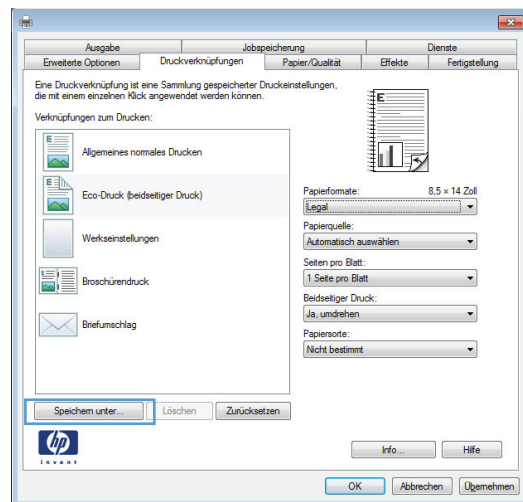 Ausgabe
Jobspeicherung
Dienste
Erweiterte Optionen
Druckverknüpfungen
Papier/Qualität
Effekte
Fertigstellung
Eine Druckverknüpfung ist eine Sammlung gespeicherter Druckeinstellungen,
die mit einem einzelnen Klick angewendet werden können.
Verknüpfungen zum Drucken:
Allgemeines normales Drucken
Eco-Druck (beidseitiger Druck)
Werkseinstellungen
Broschürendruck
Briefumschlag
E
E
E
Papierformate:
8,5 × 14 Zoll
Legal
Papierquelle:
Automatisch auswählen
Seiten pro Blatt:
1 Seite pro Blatt
Beidseitiger Druck:
Ja, umdrehen
Papiersorte:
Nicht bestimmt
Speichern unter...
Löschen
Zurücksetzen
hp
invent
Info...
Hilfe
OK
Abbrechen
Übernehmen